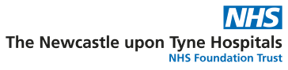 NHS
The Newcastle upon Tyne Hospitals
NHS Foundation Trust